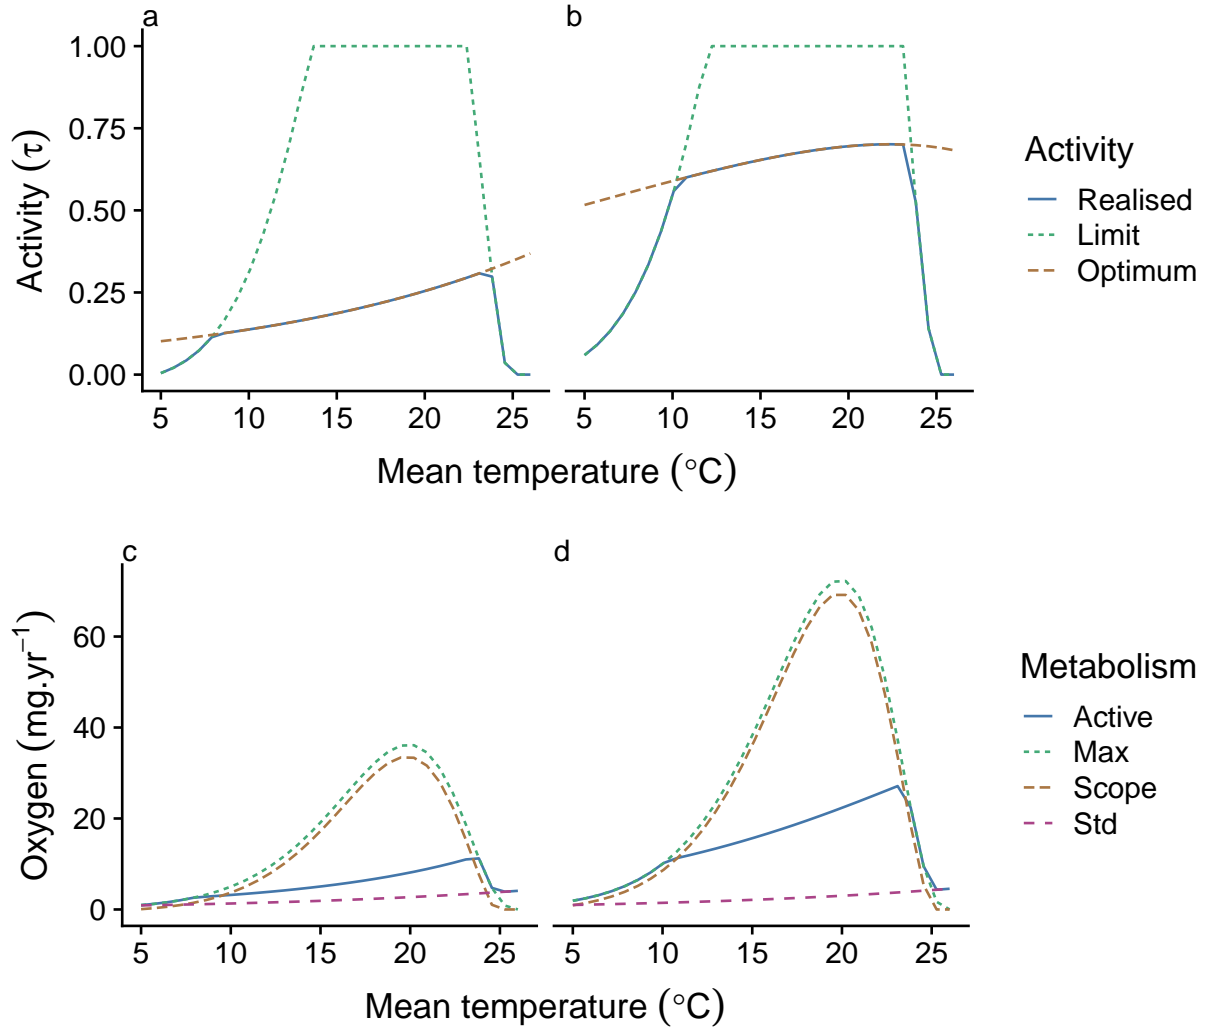 a
b
1.00
0.75
0.50
0.25
0.00
Activity (τ)
5 10 15 20 25
5 10 15 20 25
Mean temperature (°C)
Activity
Realised
Limit
Optimum
c
d
60
40
20
0
Oxygen (mg.yr⁻¹)
5 10 15 20 25
5 10 15 20 25
Mean temperature (°C)
Metabolism
Active
Max
Scope
Std